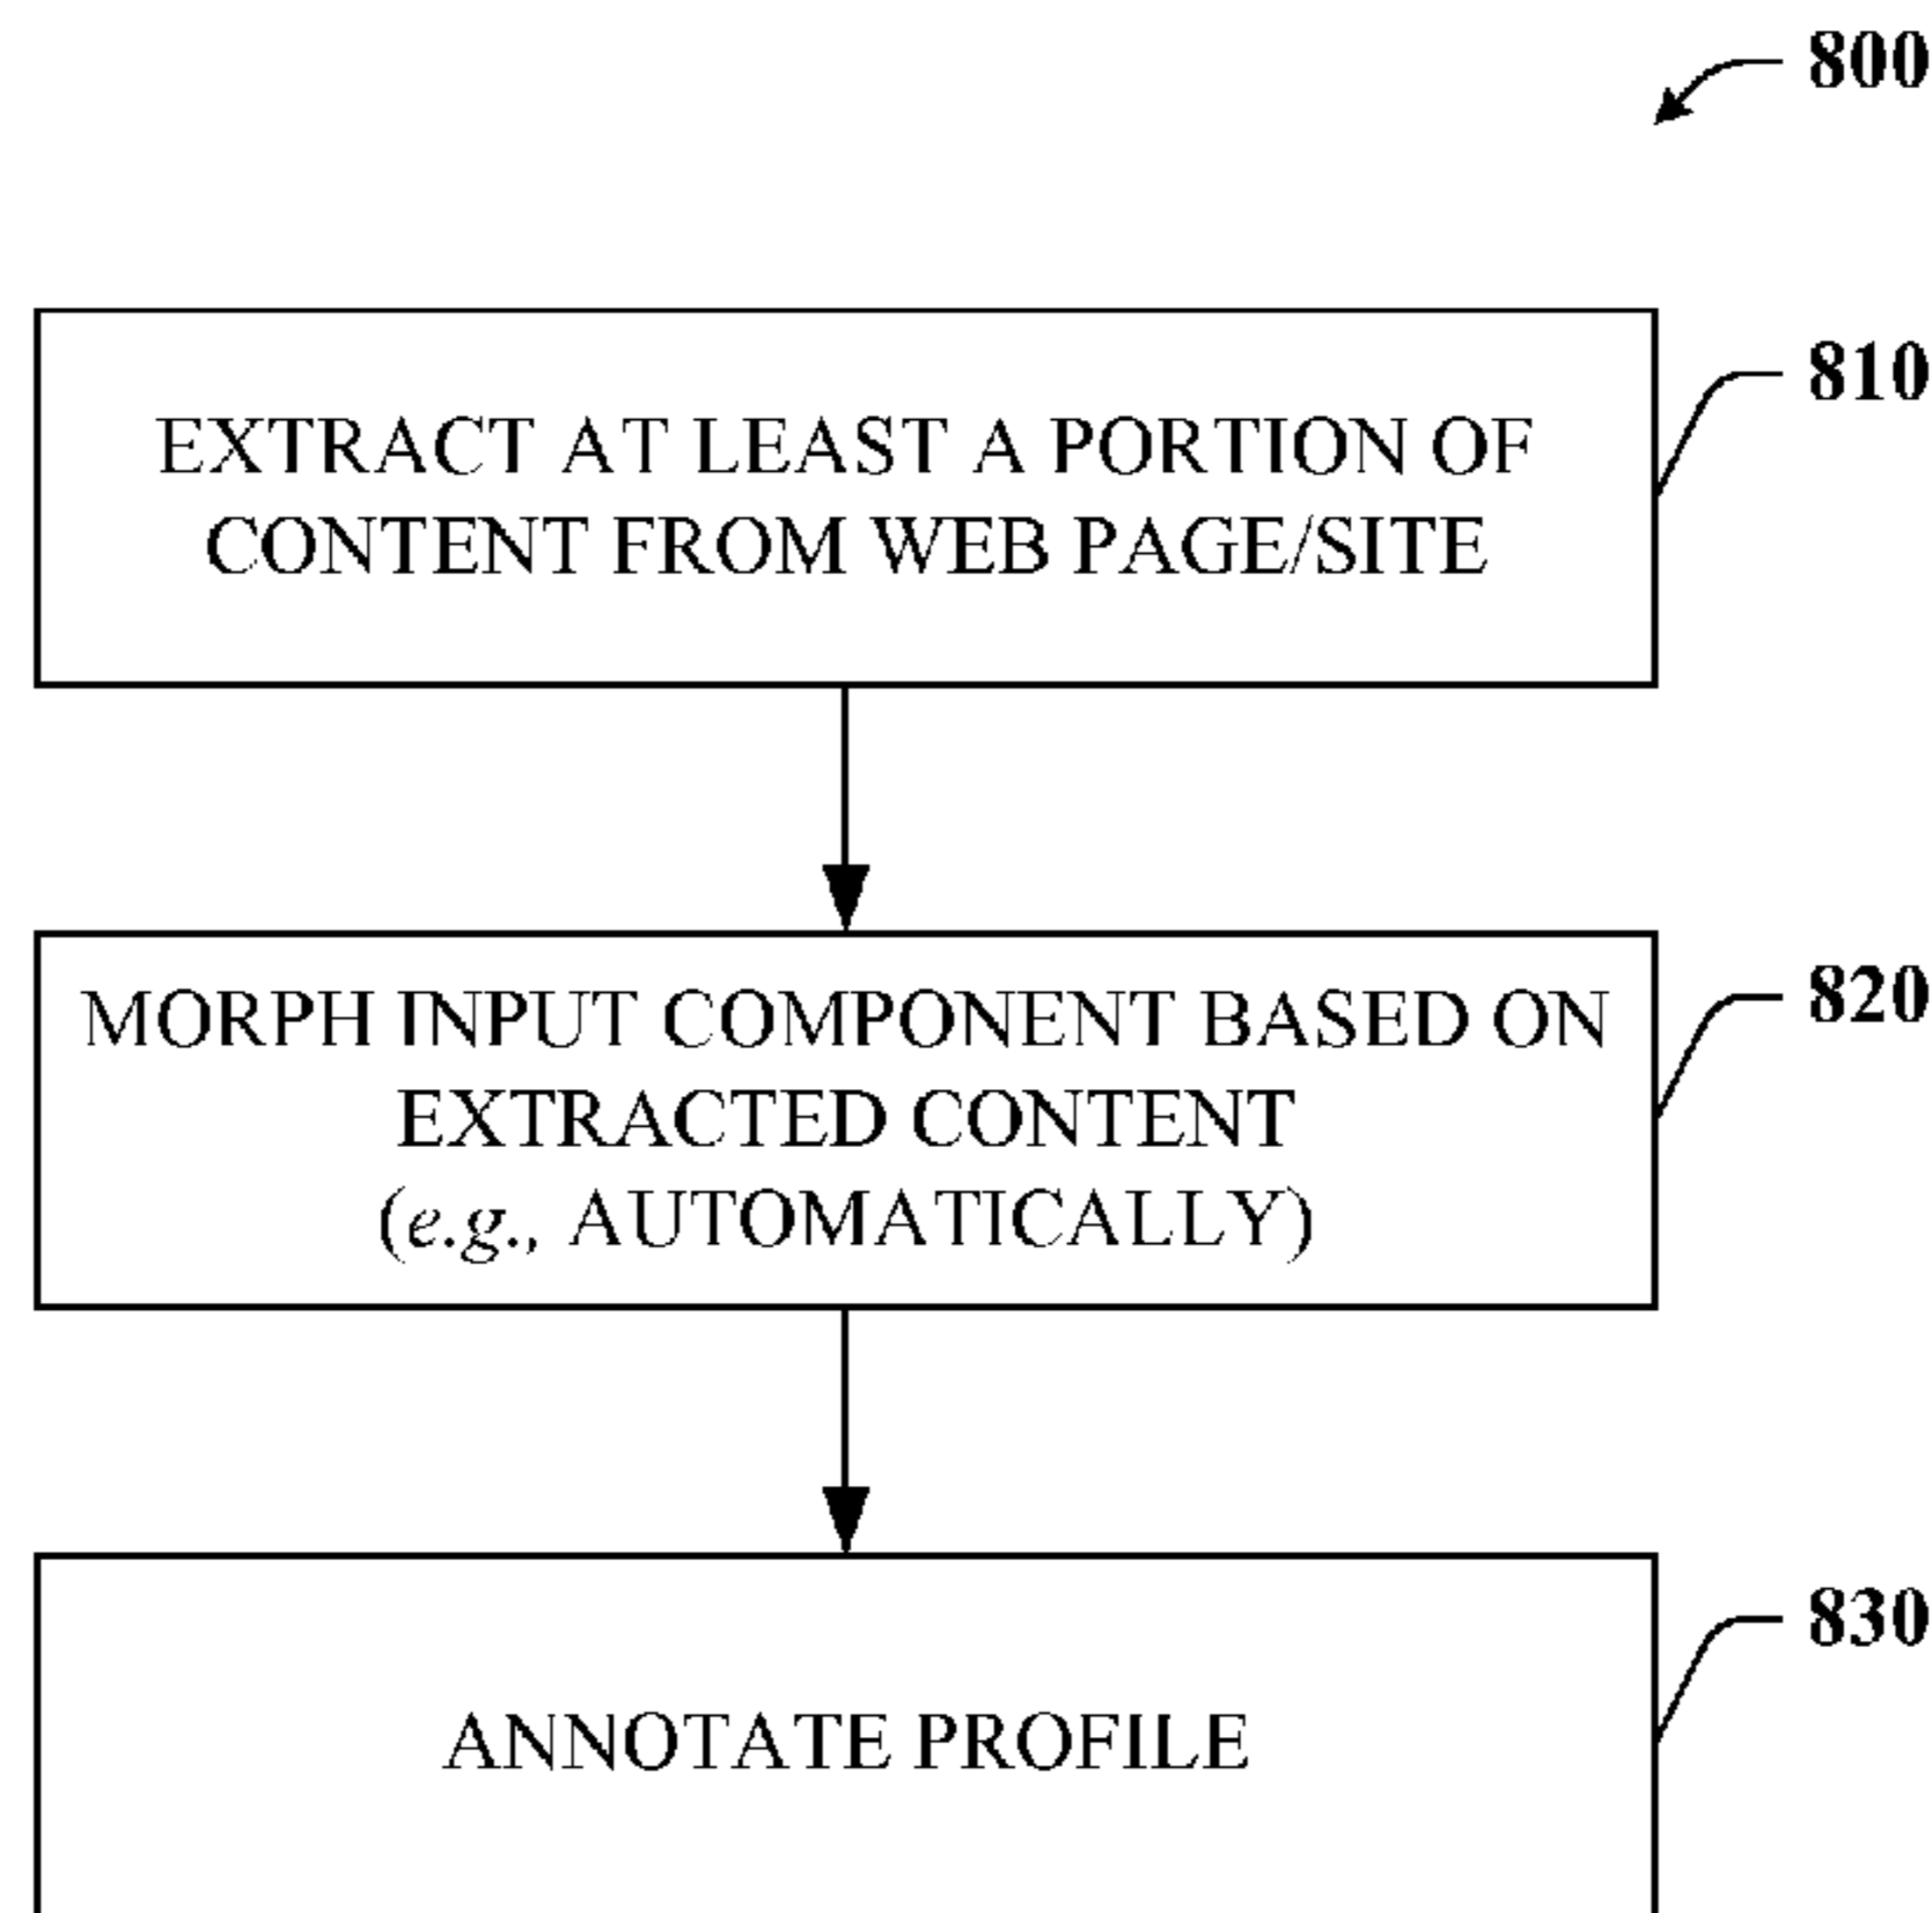 800
810
EXTRACT AT LEAST A PORTION OF
CONTENT FROM WEB PAGE/SITE
820
MORPH INPUT COMPONENT BASED ON
EXTRACTED CONTENT
(e.g., AUTOMATICALLY)
830
ANNOTATE PROFILE